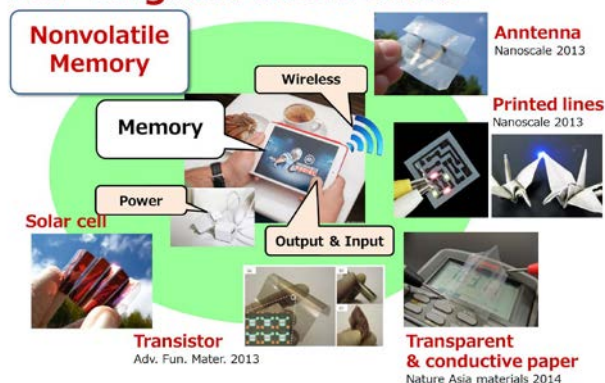 Nonvolatile
Memory
Anntenna
Nanoscale 2013
Wireless
Memory
Printed lines
Nanoscale 2013
Power
Solar cell
Output & Input
Transistor
Adv. Fun. Mater. 2013
Transparent
& conductive paper
Nature Asia materials 2014